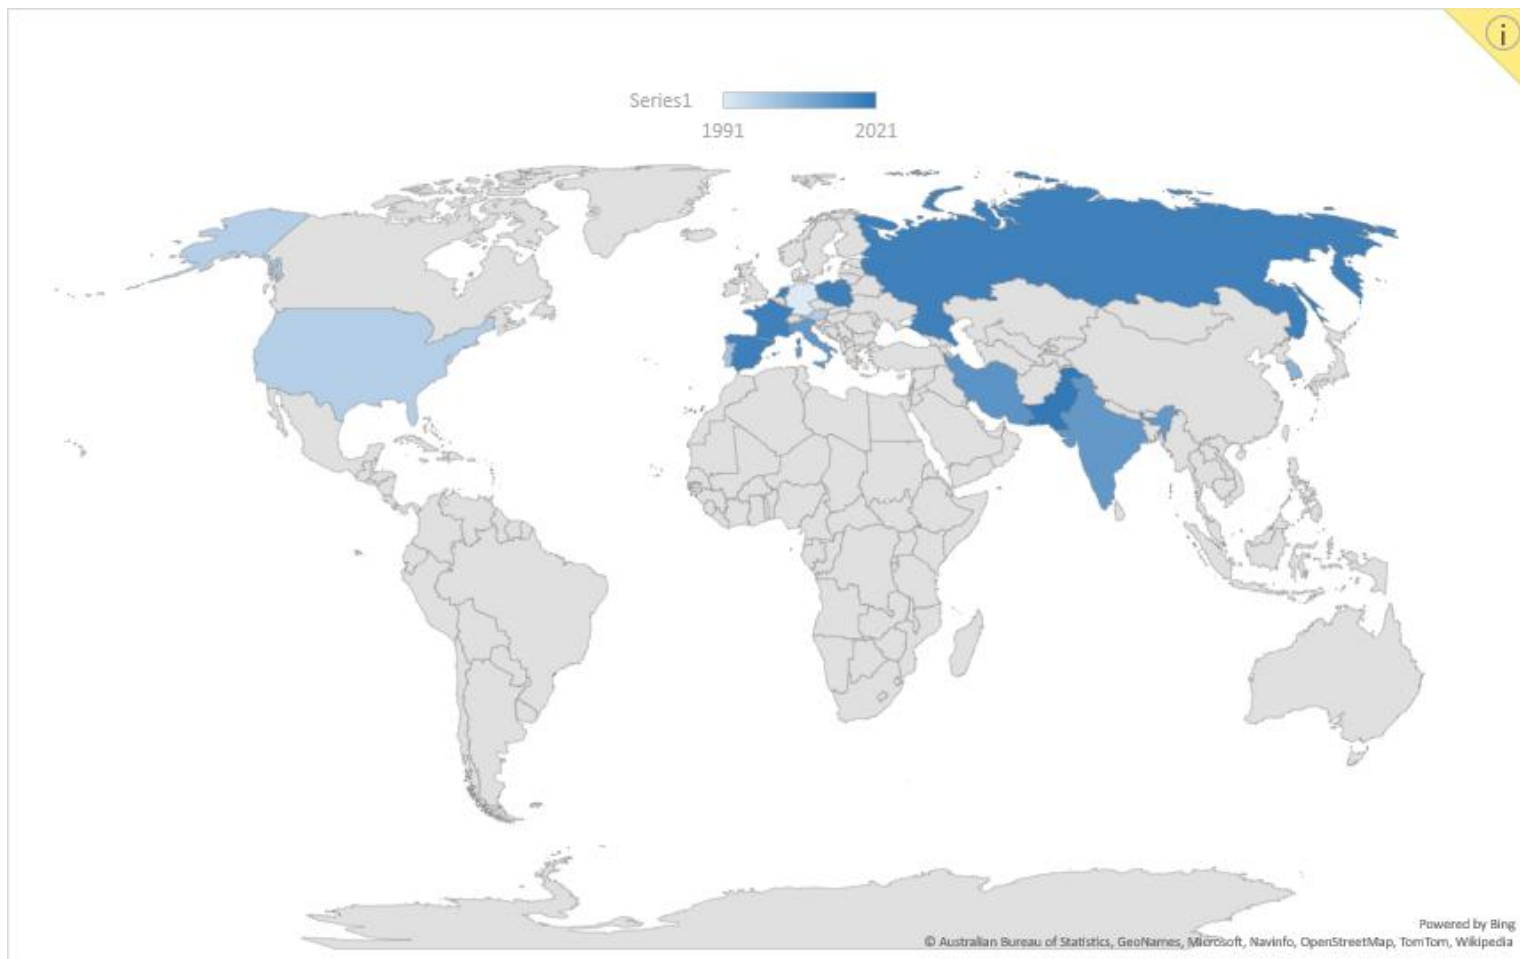 i
Series1
1991 2021
Powered by Bing
© Australian Bureau of Statistics, GeoNames, Microsoft, Navinfo, OpenStreetMap, TomTom, Wikipedia